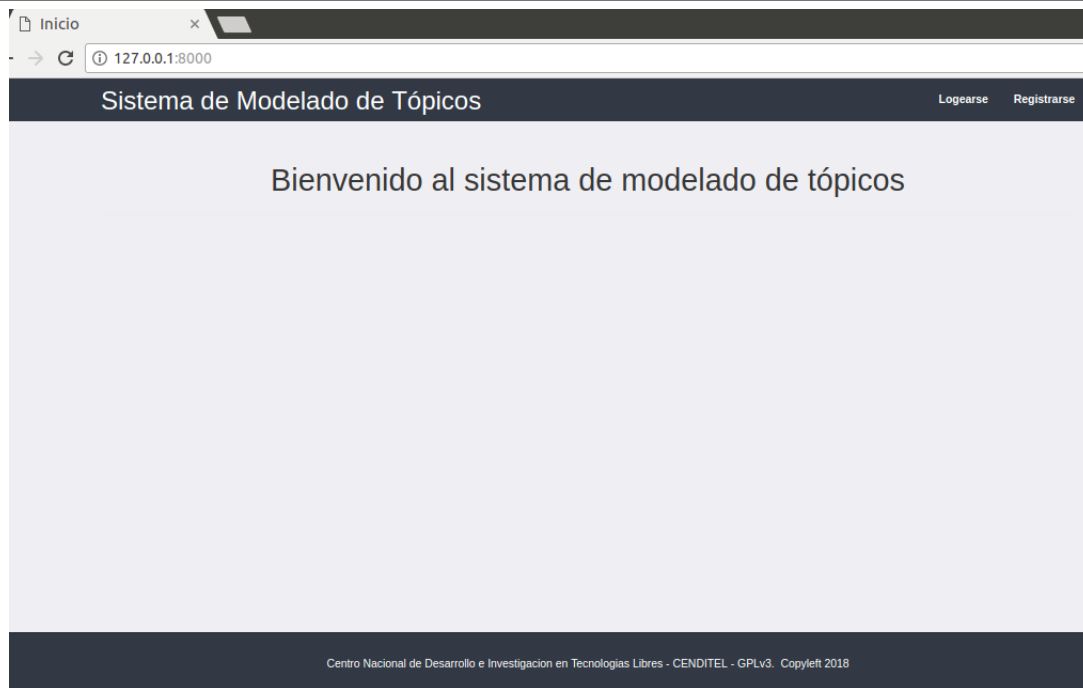 Inicio
127.0.0.1:8000
Sistema de Modelado de Tópicos
Logearse Registrarse
Bienvenido al sistema de modelado de tópicos
Centro Nacional de Desarrollo e Investigacion en Tecnologias Libres - CENDITEL - GPLv3. Copyleft 2018